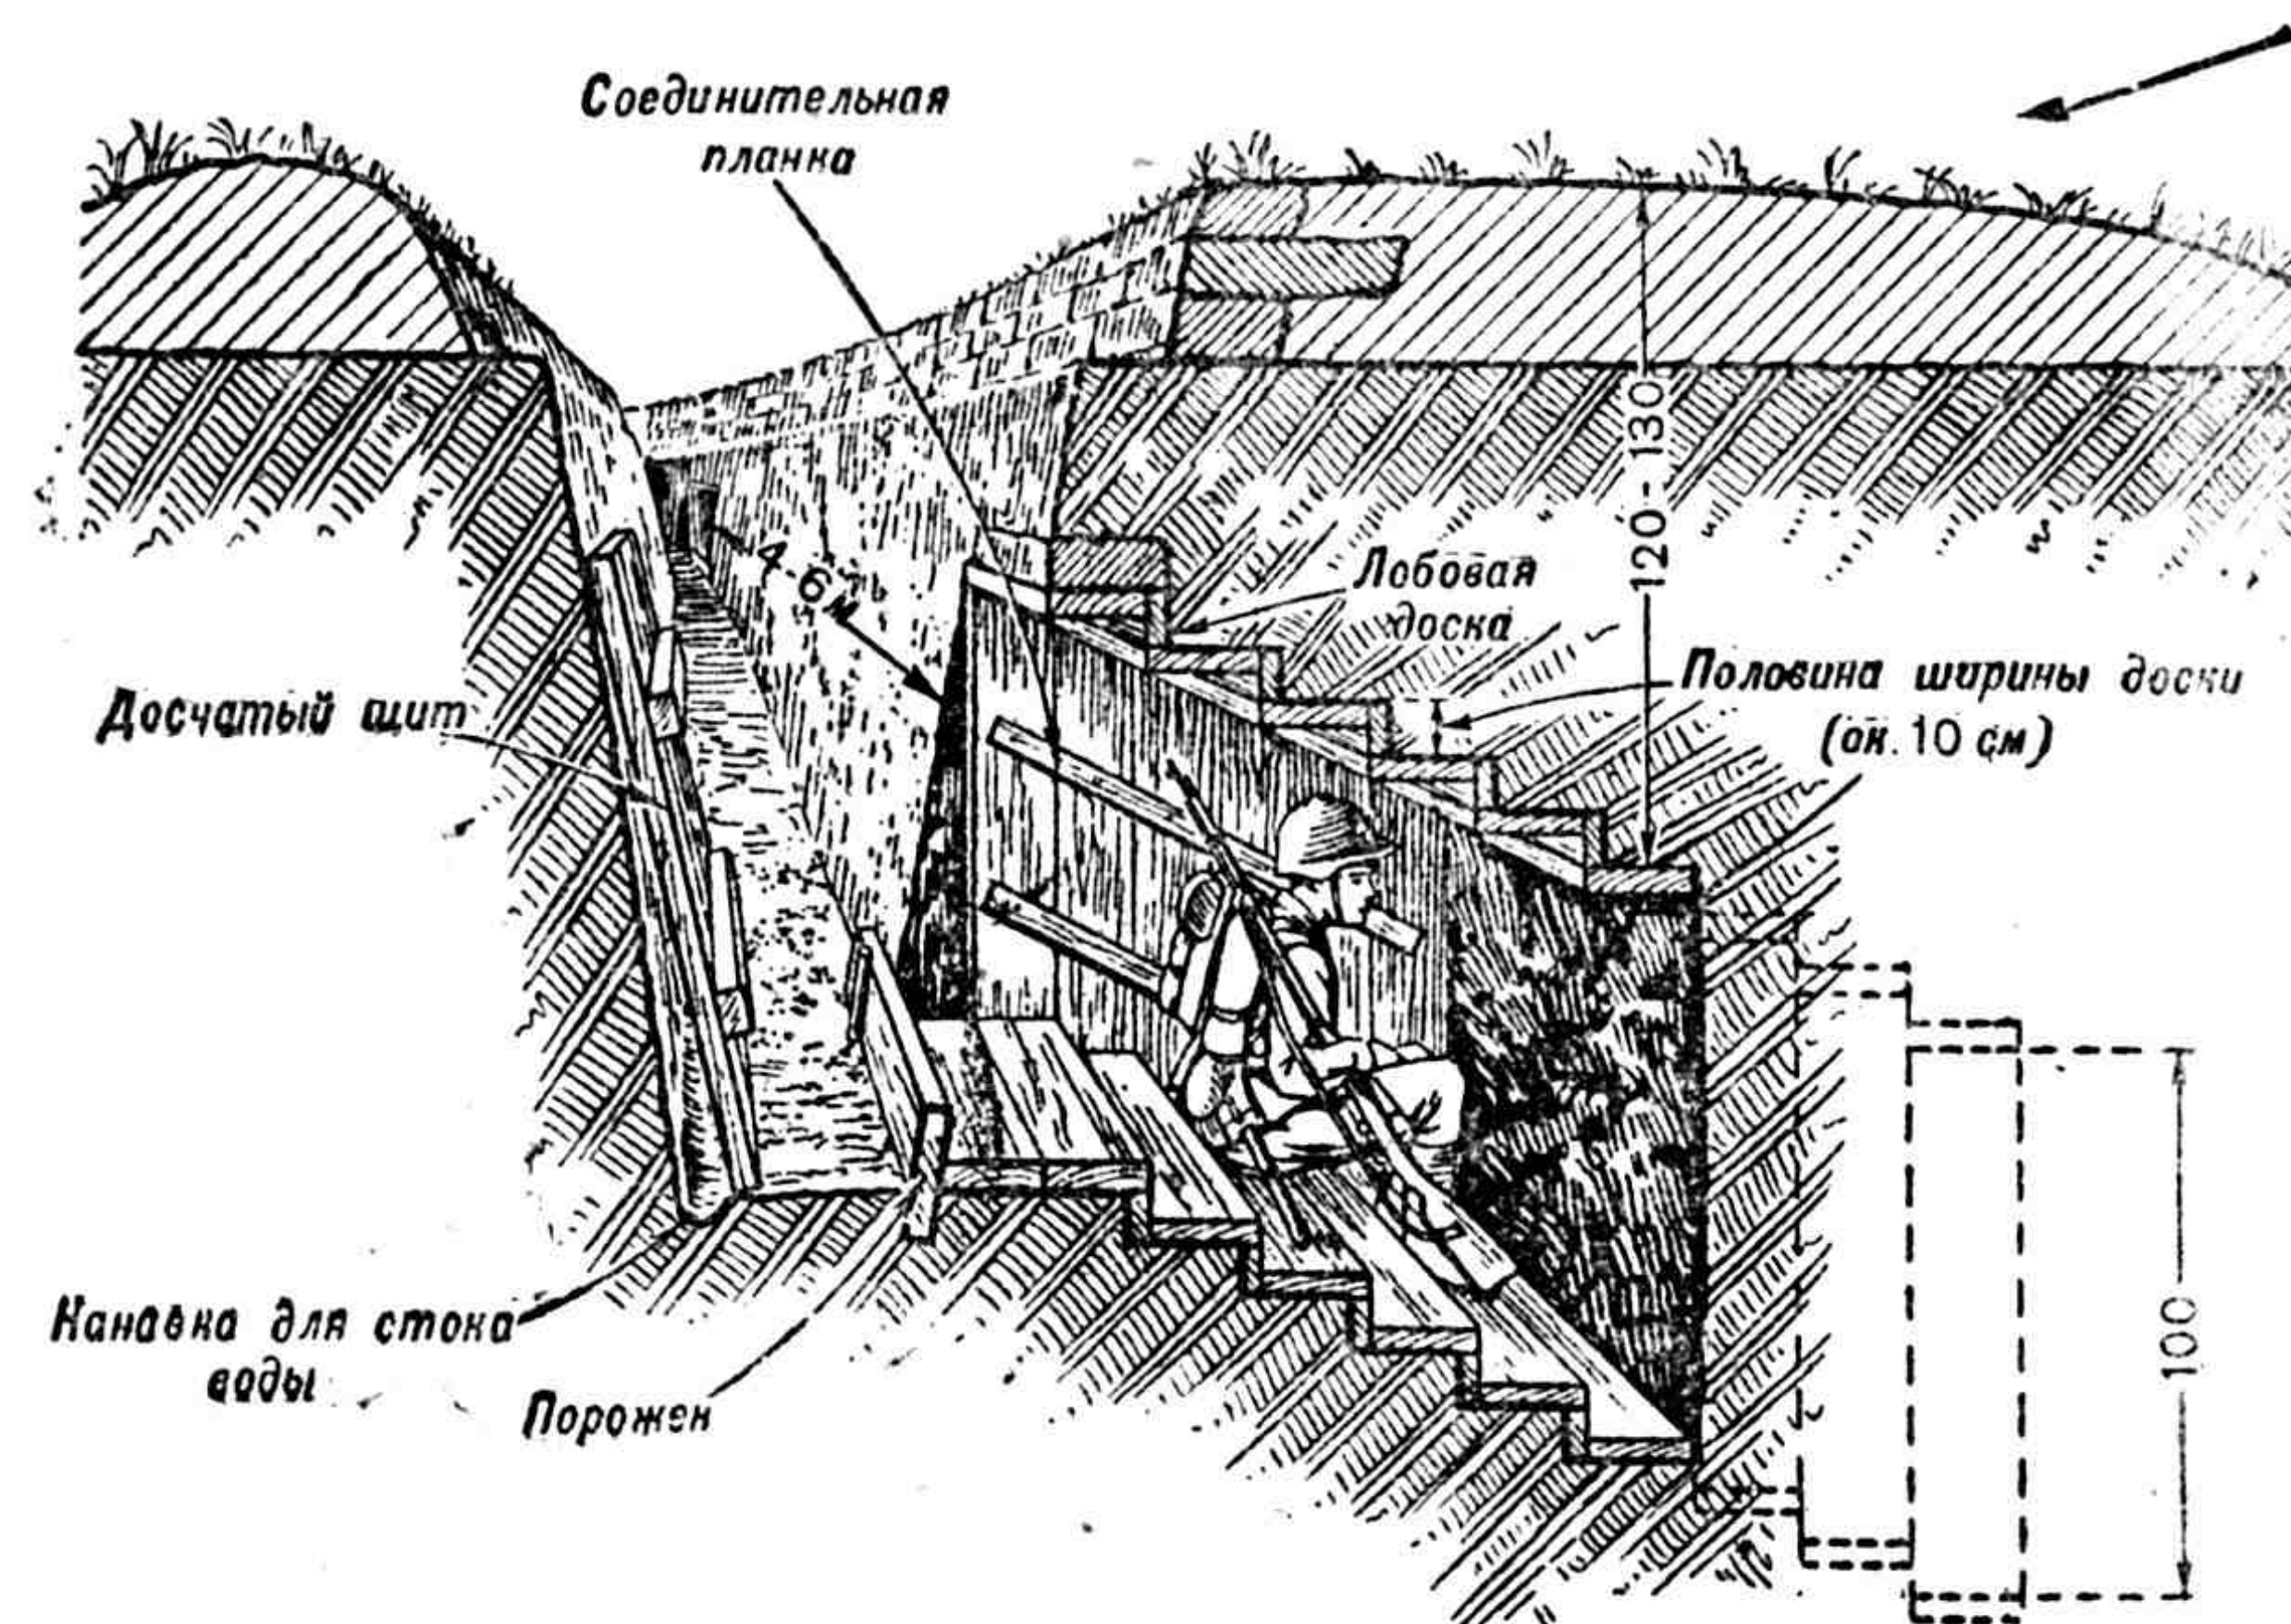 Соединительная
планка
4-6 м
120-130
Лобовая
доска
Половина ширины доски
(ок. 10 см)
Досчатый щит
Канавка для стока
воды
Порожек
100